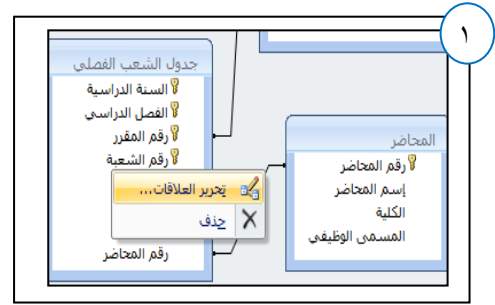 ١
جدول الشعب الفصلي
السنة الدراسية
الفصل الدراسي
رقم المقرر
رقم الشعبة
تحرير العلاقات...
حذف
رقم المحاضر
المحاضر
رقم المحاضر
إسم المحاضر
الكلية
المسمى الوظيفي